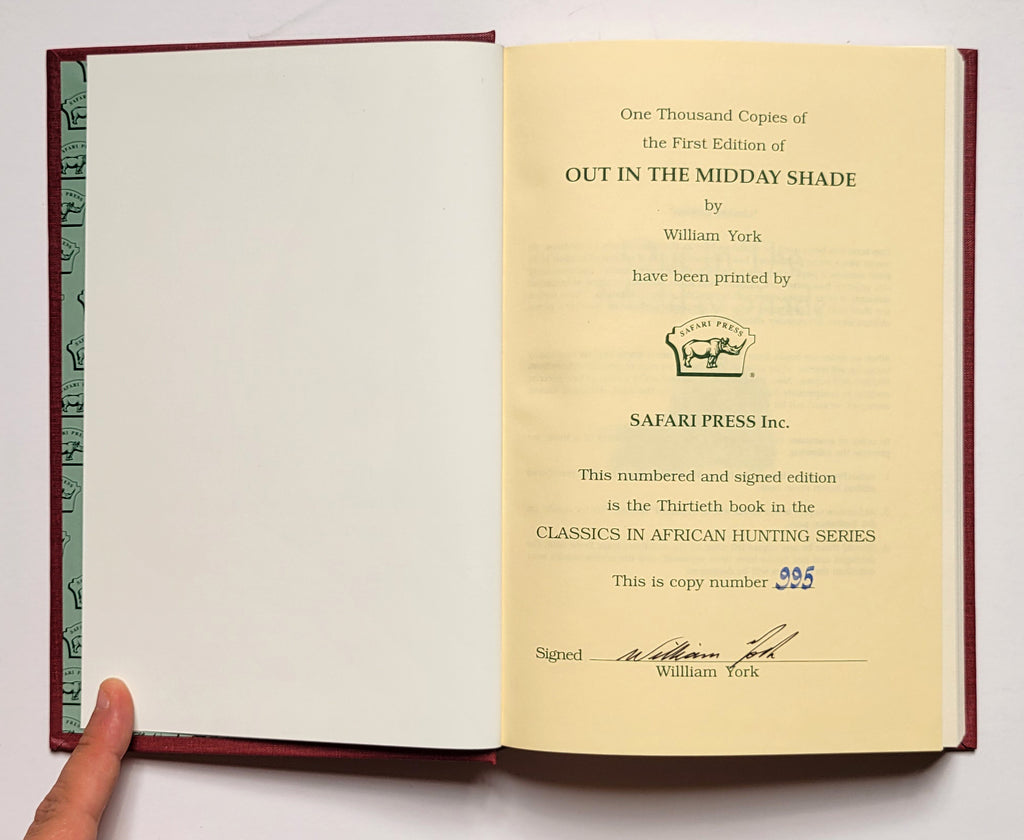 One Thousand Copies of
the First Edition of
OUT IN THE MIDDAY SHADE
by
William York
have been printed by
SAFARI PRESS
®
SAFARI PRESS Inc.
This numbered and signed edition
is the Thirtieth book in the
CLASSICS IN AFRICAN HUNTING SERIES
This is copy number 995
Signed William York
Willliam York